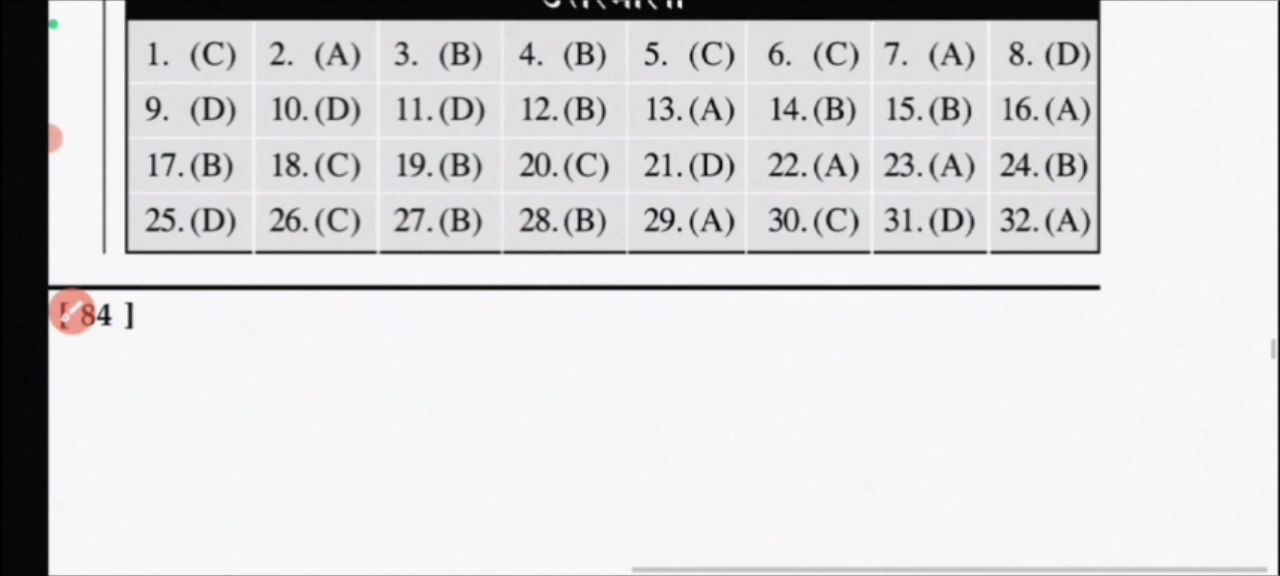 1. (C) 2. (A) 3. (B) 4. (B) 5. (C) 6. (C) 7. (A) 8. (D)
9. (D) 10. (D) 11. (D) 12. (B) 13. (A) 14. (B) 15. (B) 16. (A)
17. (B) 18. (C) 19. (B) 20. (C) 21. (D) 22. (A) 23. (A) 24. (B)
25. (D) 26. (C) 27. (B) 28. (B) 29. (A) 30. (C) 31. (D) 32. (A)
[ 84 ]